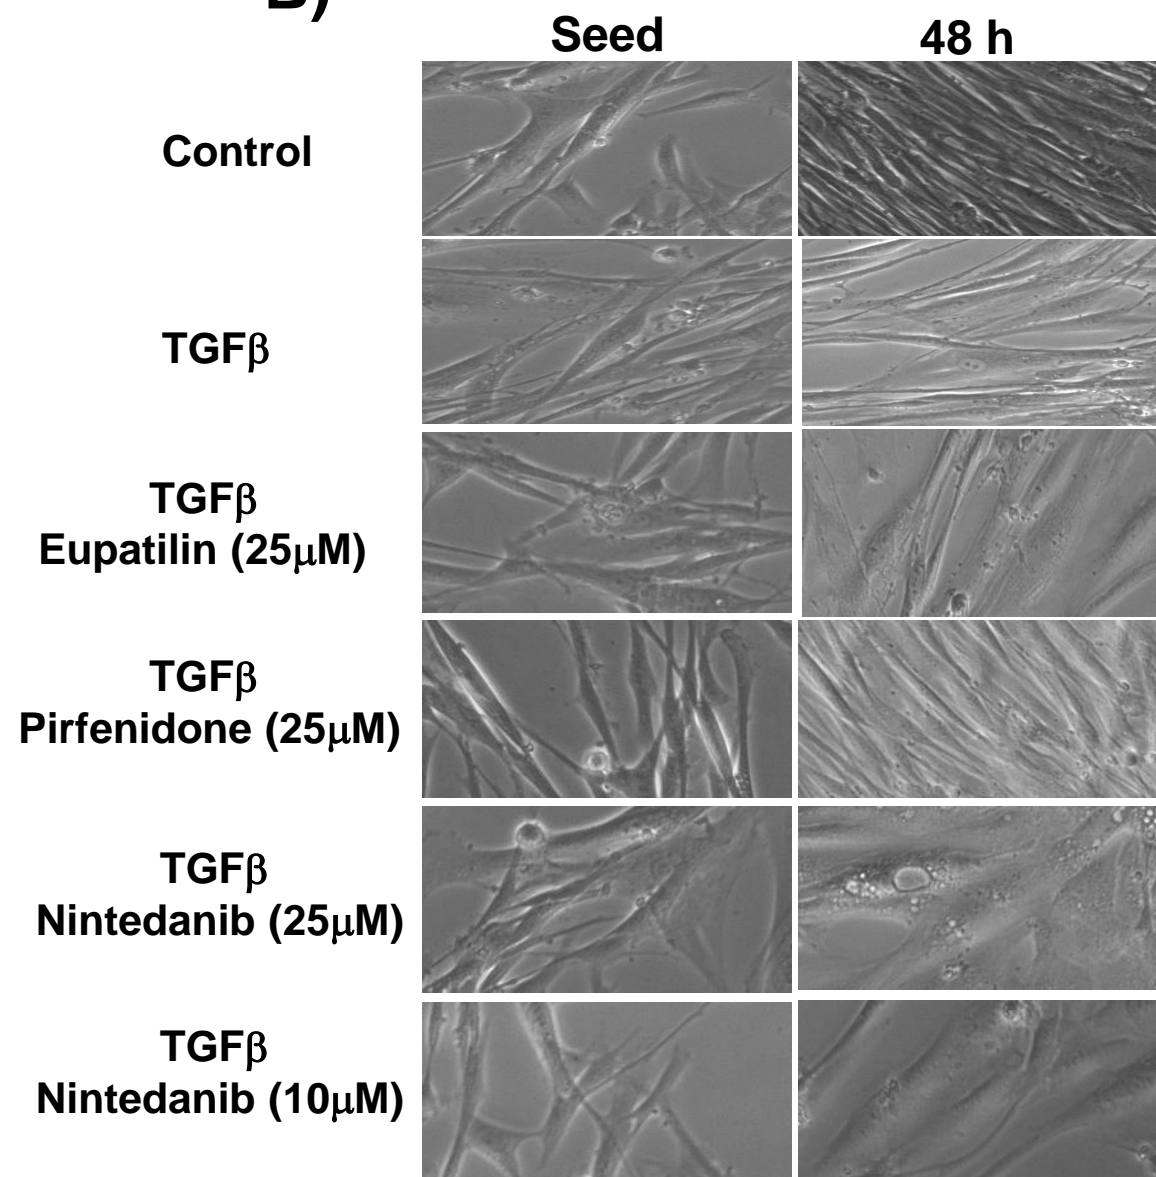 B)
Seed 48 h
Control
TGFβ
TGFβ
Eupatilin (25μM)
TGFβ
Pirfenidone (25μM)
TGFβ
Nintedanib (25μM)
TGFβ
Nintedanib (10μM)